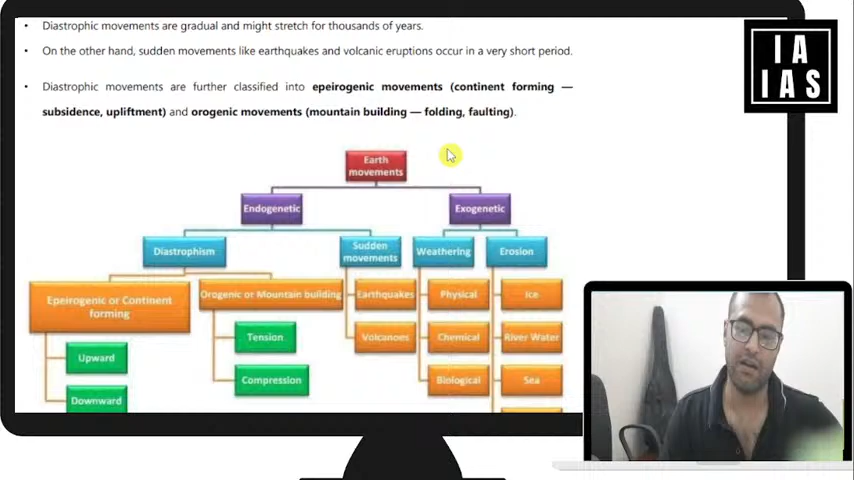 Diastrophic movements are gradual and might stretch for thousands of years.
On the other hand, sudden movements like earthquakes and volcanic eruptions occur in a very short period.
Diastrophic movements are further classified into epeirogenic movements (continent forming —
subsidence, upliftment) and orogenic movements (mountain building — folding, faulting).
IA
IAS
Earth
movements
Endogenetic
Exogenetic
Diastrophism
Sudden
movements
Weathering
Erosion
Epeirogenic or Continent
forming
Orogenic or Mountain building
Earthquakes
Physical
Ice
Tension
Volcanoes
Chemical
River Water
Upward
Compression
Biological
Sea
Downward